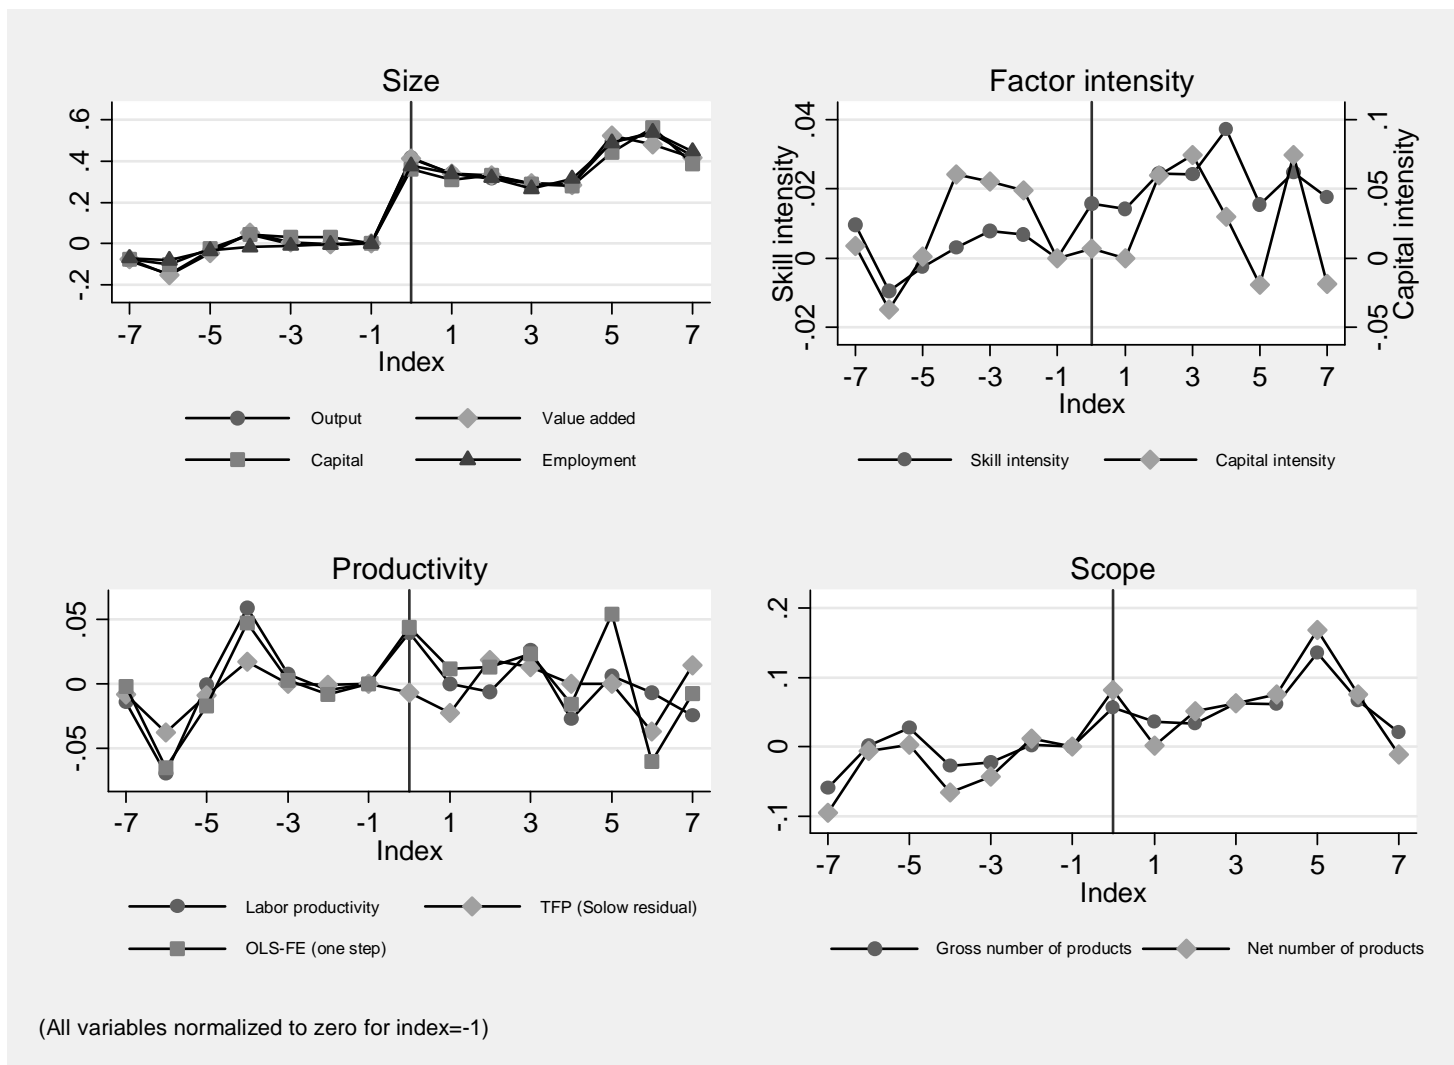 Size
.6
.4
.2
0
-.2
-7 -5 -3 -1 1 3 5 7
Index
Output Value added
Capital Employment
Factor intensity
Skill intensity
.04
.02
0
-.02
Capital intensity
.1
.05
0
-.05
-7 -5 -3 -1 1 3 5 7
Index
Skill intensity Capital intensity
Productivity
.05
0
-.05
-7 -5 -3 -1 1 3 5 7
Index
Labor productivity TFP (Solow residual)
OLS-FE (one step)
Scope
.2
.1
0
-.1
-7 -5 -3 -1 1 3 5 7
Index
Gross number of products Net number of products
(All variables normalized to zero for index=-1)